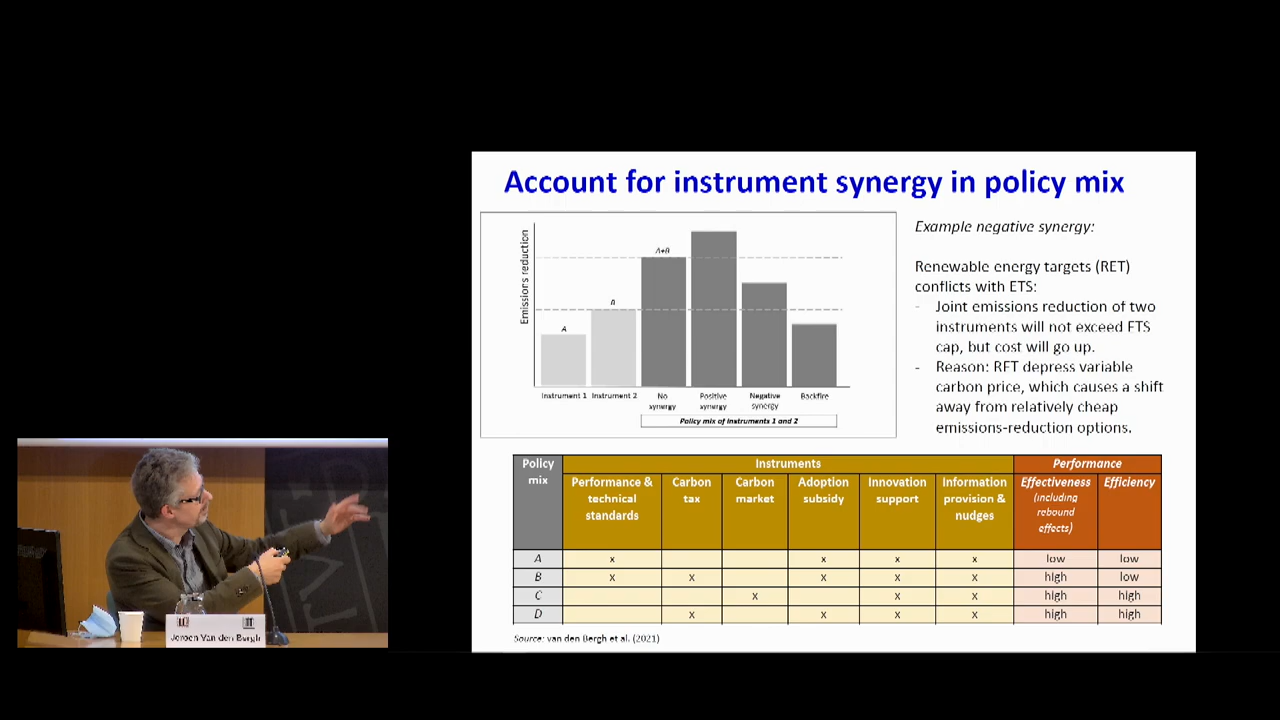 Account for instrument synergy in policy mix
Emissions reduction
A
B
A+B
Instrument 1
Instrument 2
No
synergy
Positive
synergy
Negative
synergy
Backfire
Policy mix of instruments 1 and 2
Example negative synergy:
Renewable energy targets (RET)
conflicts with ETS:
- Joint emissions reduction of two
instruments will not exceed ETS
cap, but cost will go up.
- Reason: RET depress variable
carbon price, which causes a shift
away from relatively cheap
emissions-reduction options.
Policy
mix
Instruments
Performance
Performance &
technical
standards
Carbon
tax
Carbon
market
Adoption
subsidy
Innovation
support
Information
provision &
nudges
Effectiveness
(including
rebound
effects)
Efficiency
A x x x x low low
B x x x x x high low
C x x x high high
D x x x x high high
Source: van den Bergh et al. (2021)
Jeroen Van den Bergh